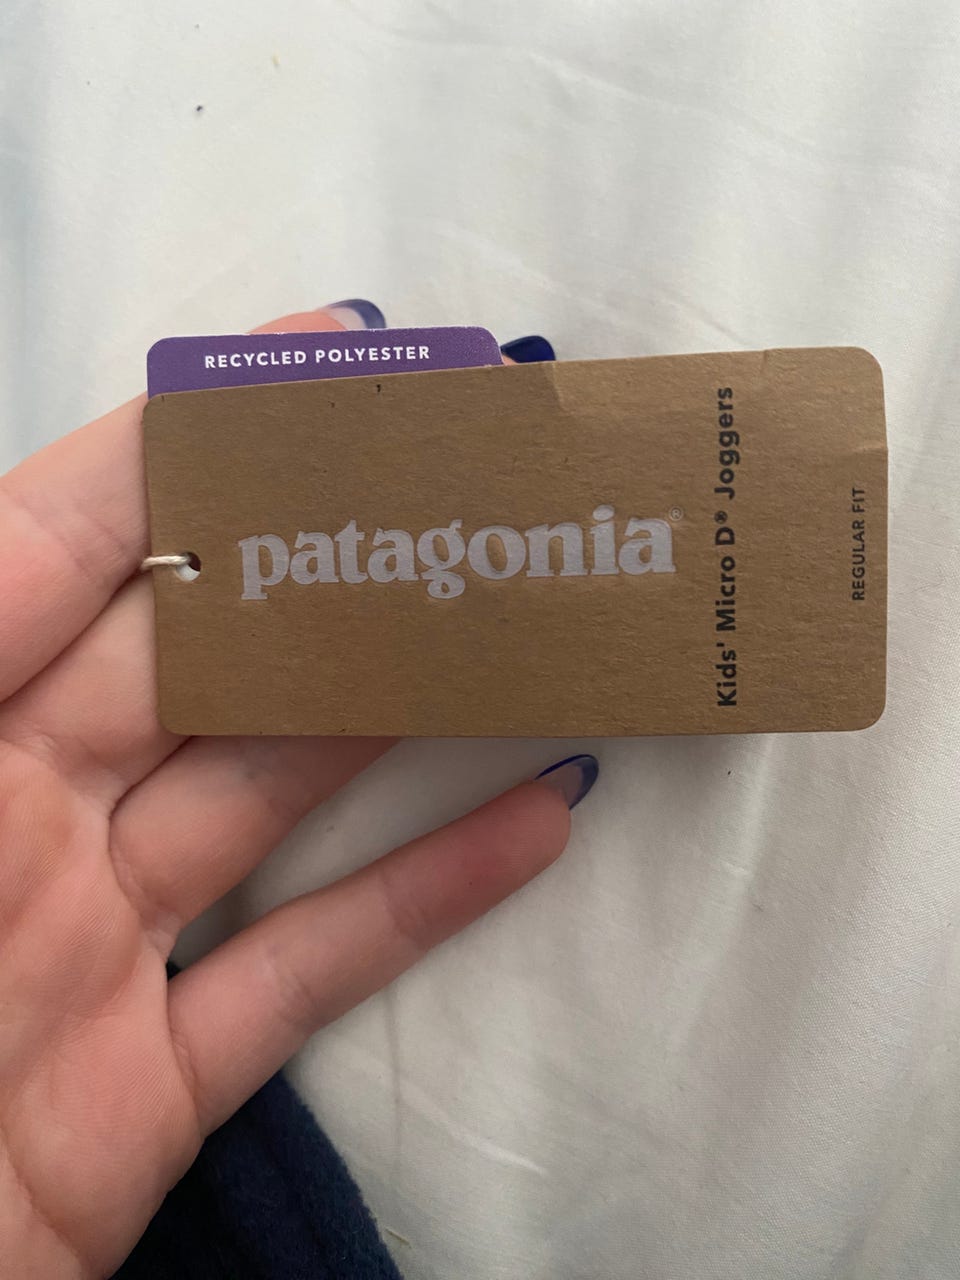 RECYCLED POLYESTER
patagonia®
Kids' Micro D® Joggers
REGULAR FIT